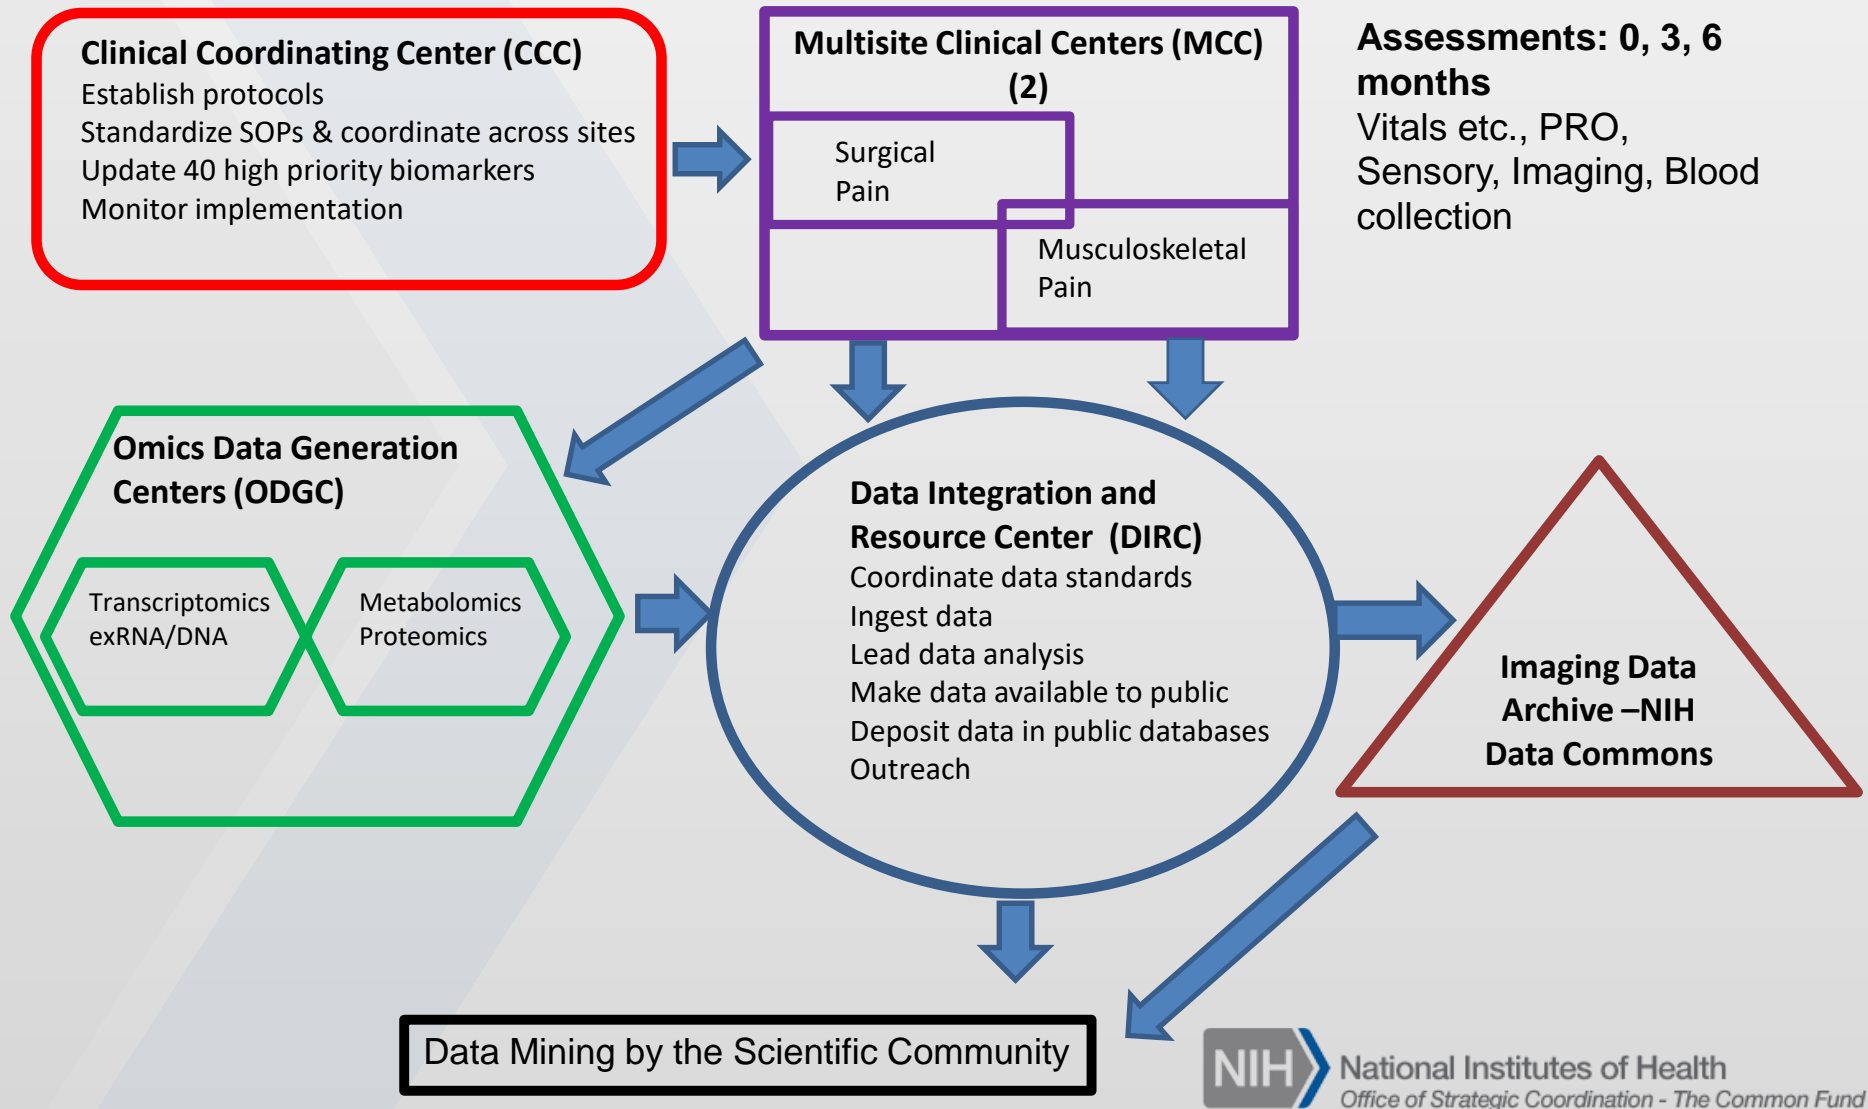 Clinical Coordinating Center (CCC)
Establish protocols
Standardize SOPs & coordinate across sites
Update 40 high priority biomarkers
Monitor implementation
Multisite Clinical Centers (MCC)
(2)
Surgical
Pain
Musculoskeletal
Pain
Assessments: 0, 3, 6
months
Vitals etc., PRO,
Sensory, Imaging, Blood
collection
Omics Data Generation
Centers (ODGC)
Transcriptomics
exRNA/DNA
Metabolomics
Proteomics
Data Integration and
Resource Center (DIRC)
Coordinate data standards
Ingest data
Lead data analysis
Make data available to public
Deposit data in public databases
Outreach
Imaging Data
Archive –NIH
Data Commons
Data Mining by the Scientific Community
NIH
National Institutes of Health
Office of Strategic Coordination - The Common Fund